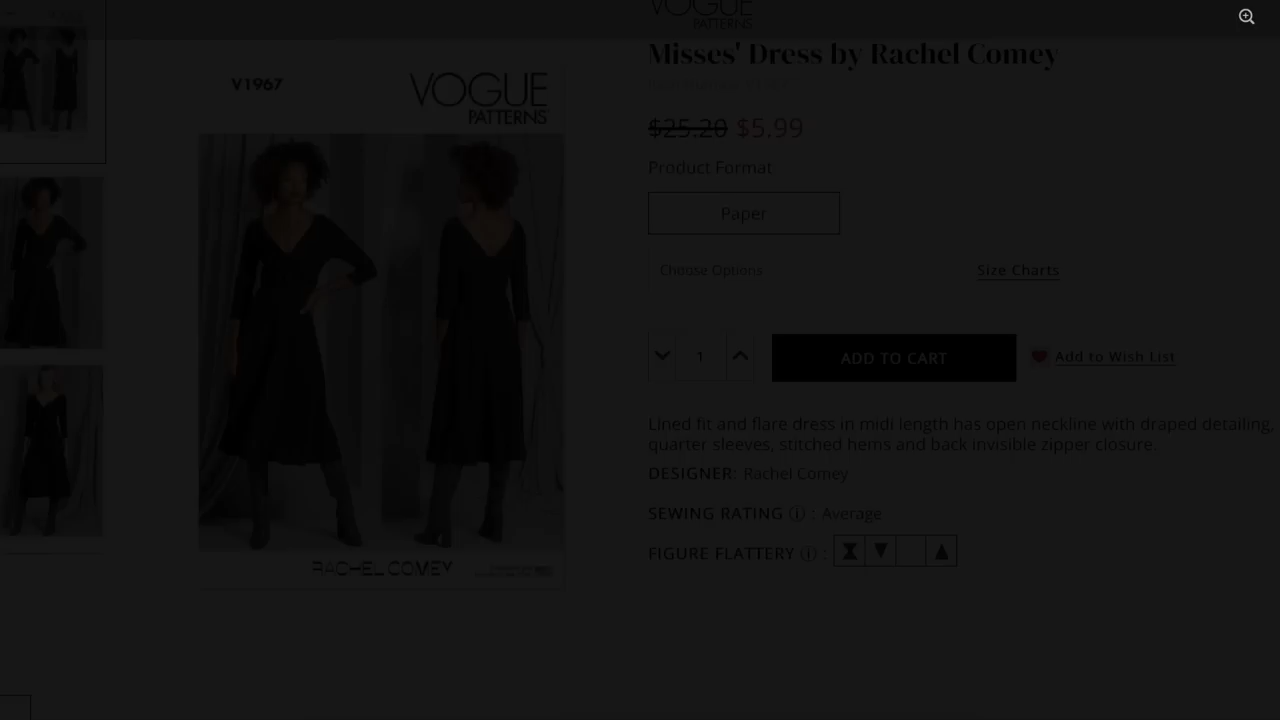 VOGUE
PATTERNS
Misses' Dress by Rachel Comey
V1967
VOGUE
PATTERNS
$25.20 $5.99
Product Format
Paper
Choose Options
Size Charts
1
ADD TO CART
Add to Wish List
Lined fit and flare dress in midi length has open neckline with draped detailing,
quarter sleeves, stitched hems and back invisible zipper closure.
DESIGNER: Rachel Comey
SEWING RATING ⓘ : Average
FIGURE FLATTERY ⓘ :
RACHEL COMEY